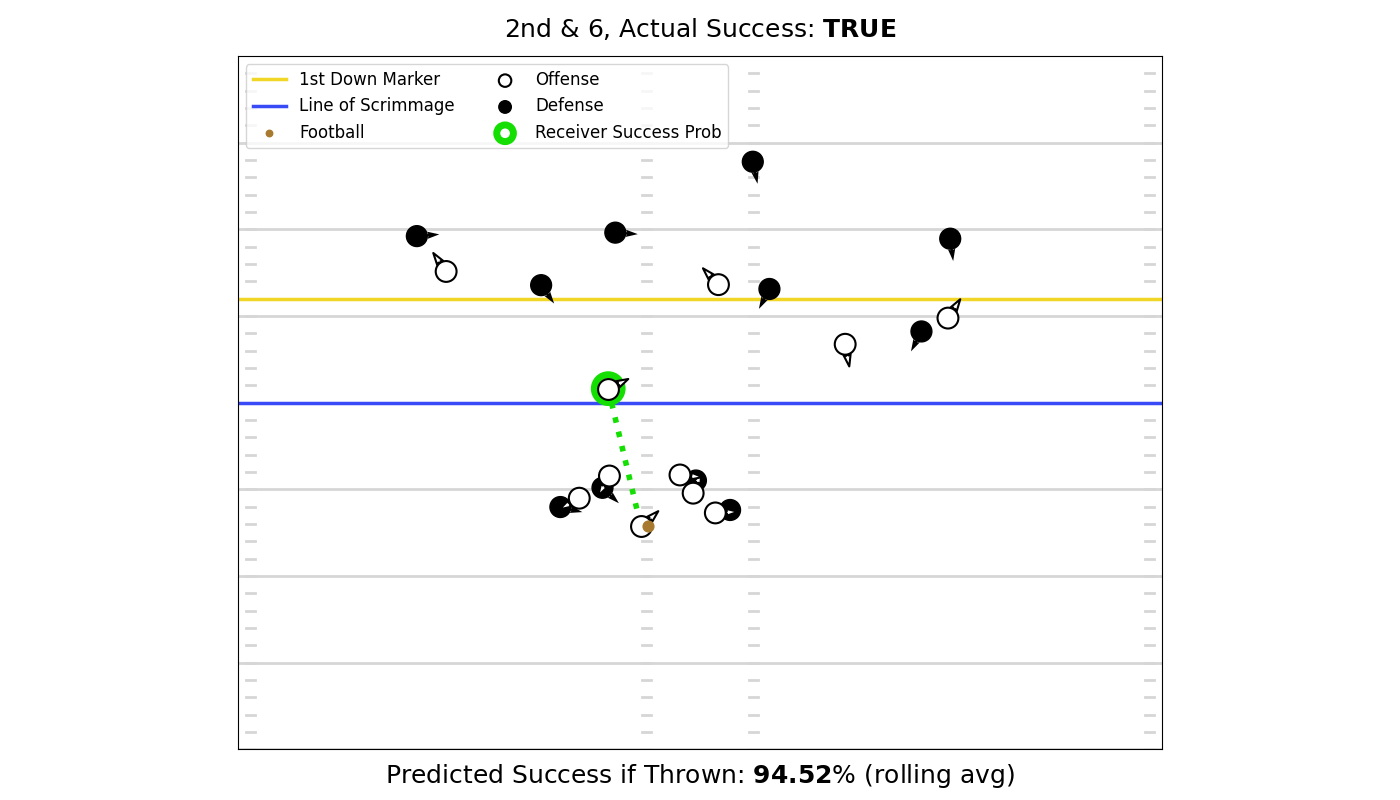 2nd & 6, Actual Success: TRUE
1st Down Marker
Line of Scrimmage
Football
Offense
Defense
Receiver Success Prob
Predicted Success if Thrown: 94.52% (rolling avg)